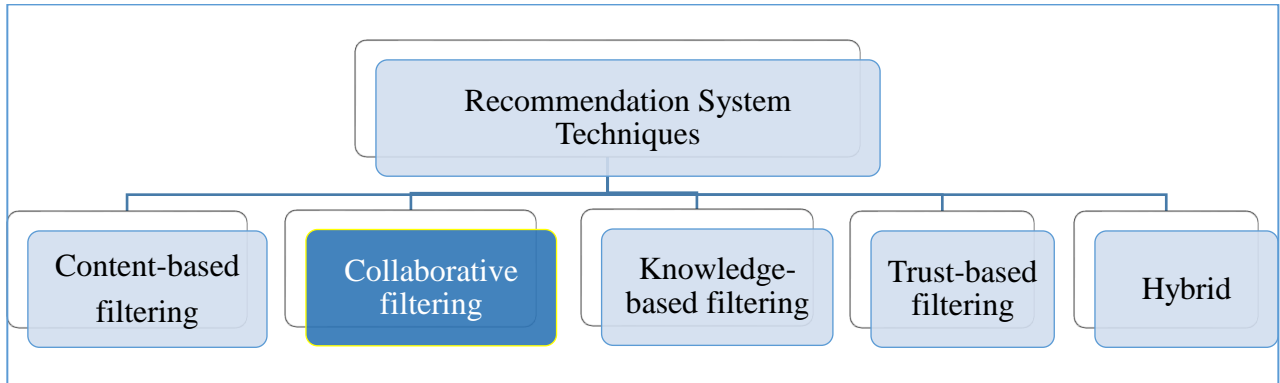 Recommendation System
Techniques
Content-based
filtering
Collaborative
filtering
Knowledge-
based filtering
Trust-based
filtering
Hybrid